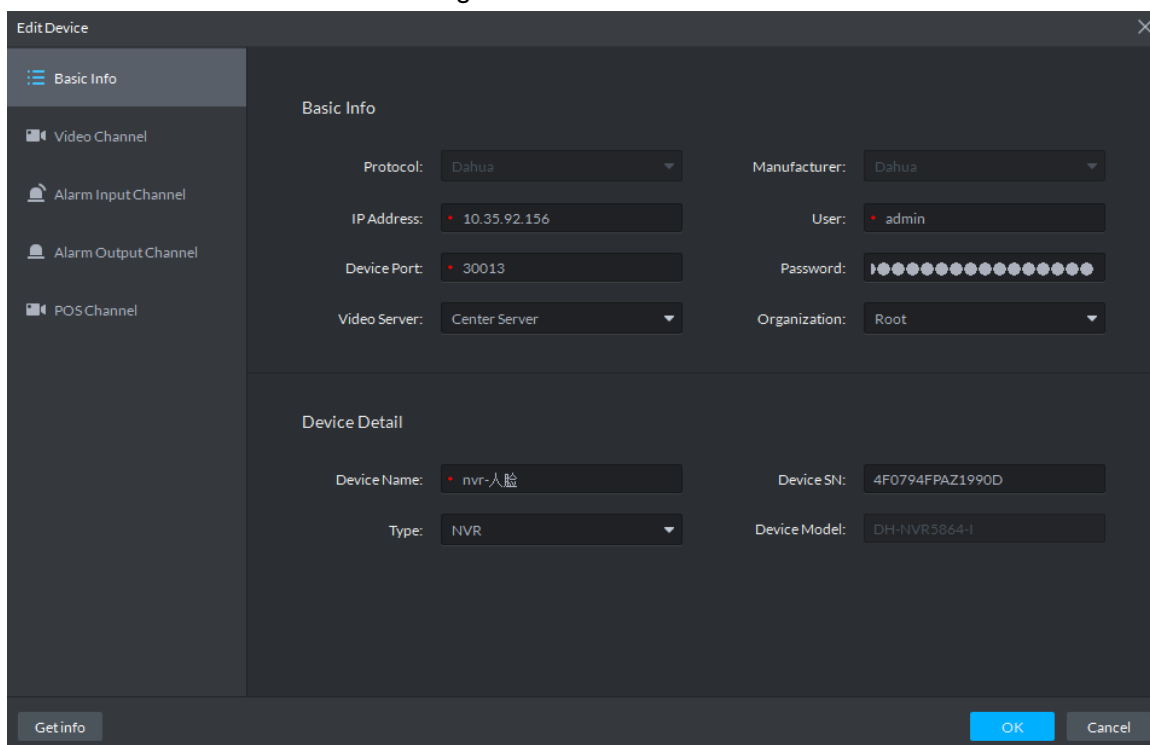 Edit Device
Basic Info
Video Channel
Alarm Input Channel
Alarm Output Channel
POS Channel
Basic Info
Protocol: Dahua Manufacturer: Dahua
IP Address: * 10.35.92.156 User: * admin
Device Port: * 30013 Password: ●●●●●●●●●●●●●●●
Video Server: Center Server Organization: Root
Device Detail
Device Name: * nvr-人脸 Device SN: 4F0794FPAZ1990D
Type: NVR Device Model: DH-NVR5864-I
Get info OK Cancel